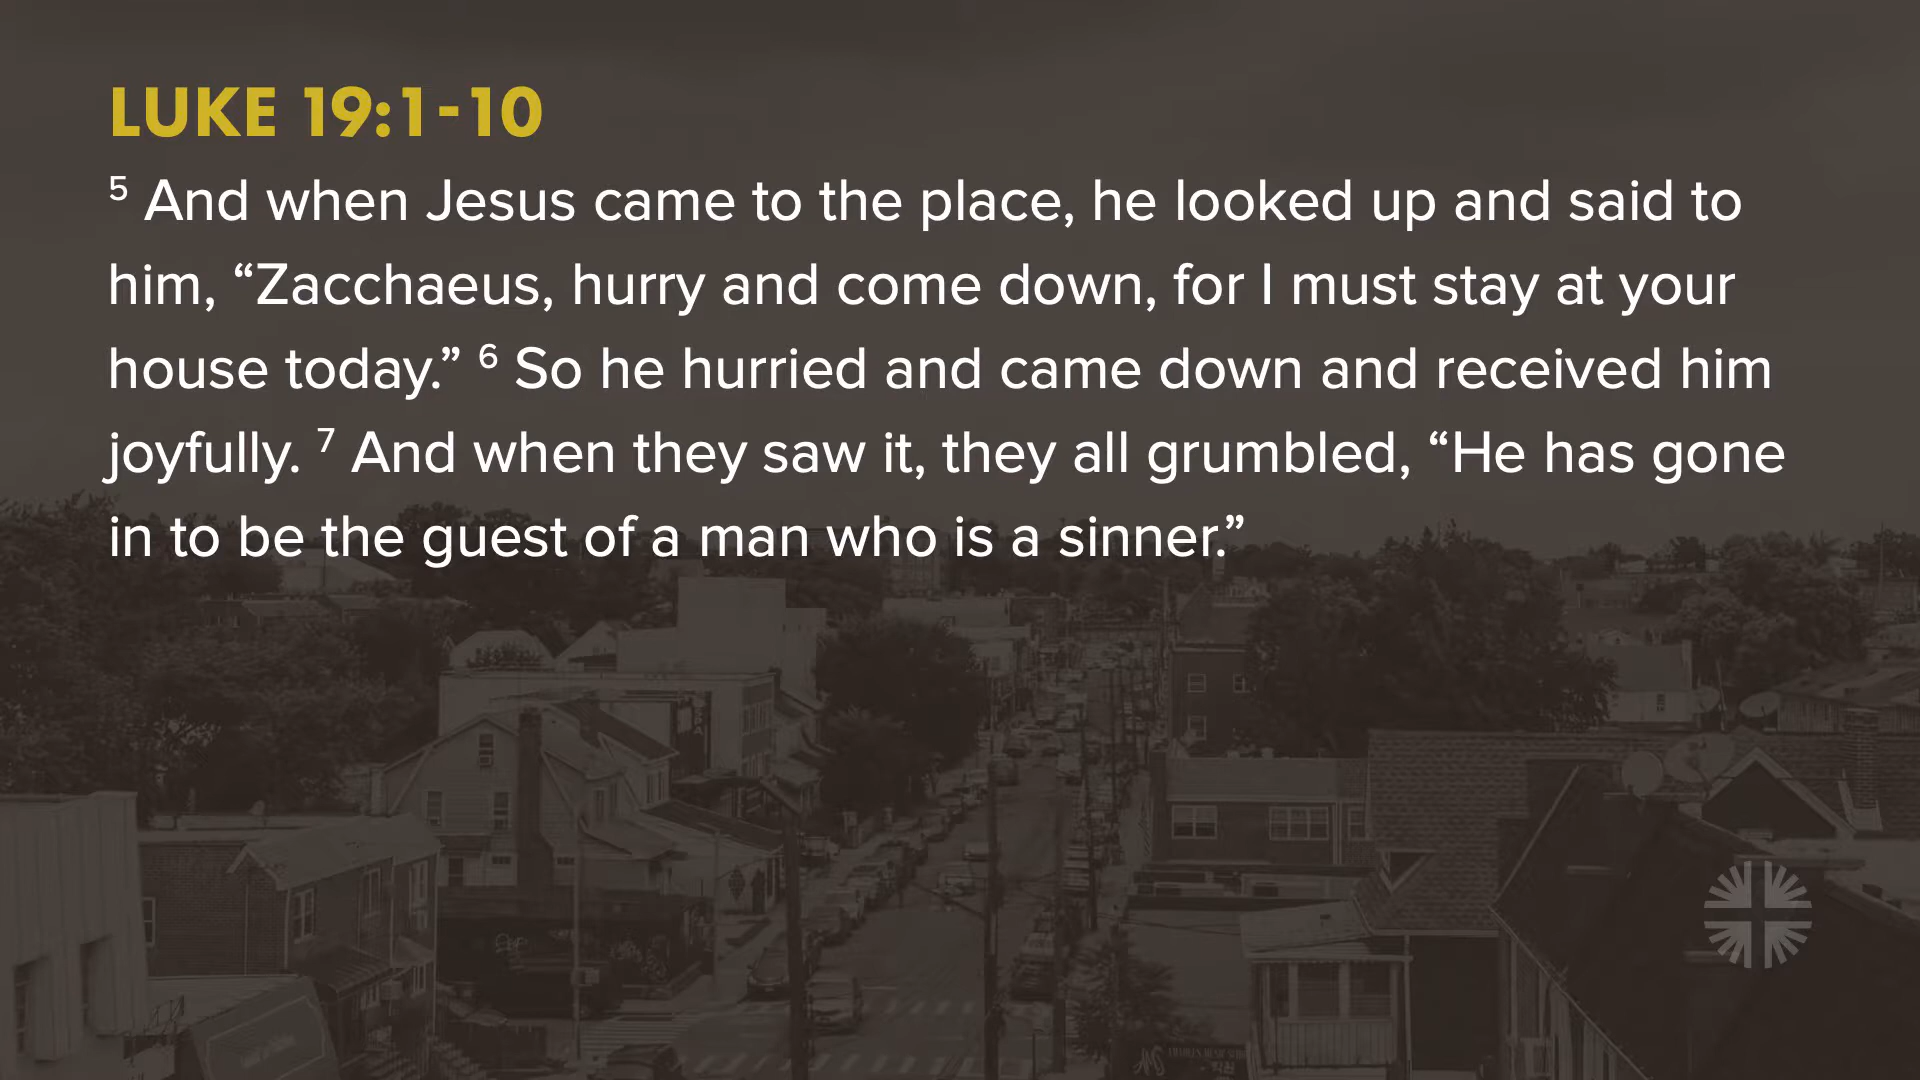 LUKE 19:1-10
⁵ And when Jesus came to the place, he looked up and said to
him, “Zacchaeus, hurry and come down, for I must stay at your
house today.” ⁶ So he hurried and came down and received him
joyfully. ⁷ And when they saw it, they all grumbled, “He has gone
in to be the guest of a man who is a sinner.”